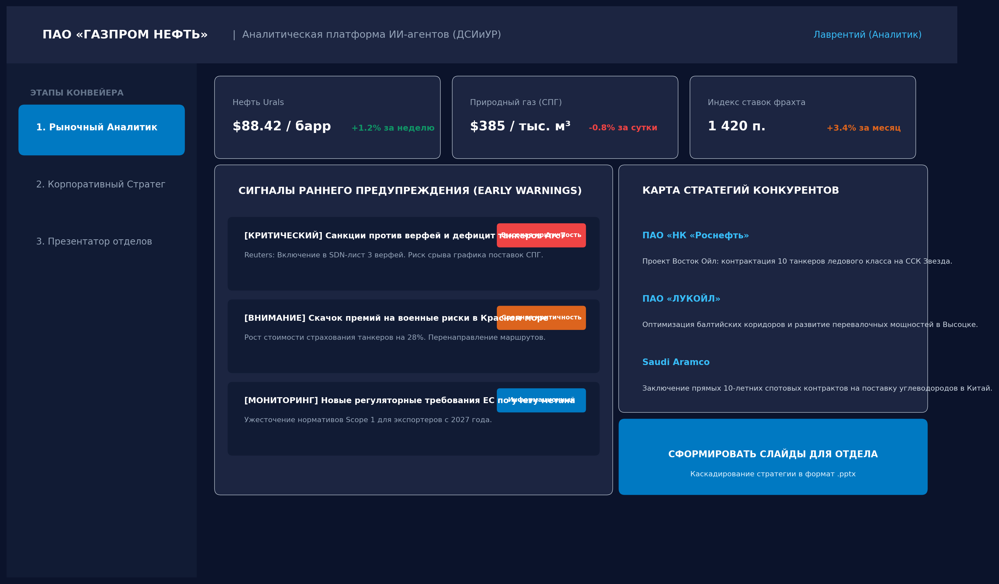 ПАО «ГАЗПРОМ НЕФТЬ» | Аналитическая платформа ИИ-агентов (ДСИиУР)
Лаврентий (Аналитик)
ЭТАПЫ КОНВЕЙЕРА
1. Рыночный Аналитик
2. Корпоративный Стратег
3. Презентатор отделов
Нефть Urals
$88.42 / барр +1.2% за неделю
Природный газ (СПГ)
$385 / тыс. м³ -0.8% за сутки
Индекс ставок фрахта
1 420 п. +3.4% за месяц
СИГНАЛЫ РАННЕГО ПРЕДУПРЕЖДЕНИЯ (EARLY WARNINGS)
[КРИТИЧЕСКИЙ] Санкции против верфей и дефицит танкеров Arc7
Высокая критичность
Reuters: Включение в SDN-лист 3 верфей. Риск срыва графика поставок СПГ.
[ВНИМАНИЕ] Скачок премий на военные риски в Красном море
Средняя критичность
Рост стоимости страхования танкеров на 28%. Перенаправление маршрутов.
[МОНИТОРИНГ] Новые регуляторные требования ЕС по учету метана
Информационный
Ужесточение нормативов Scope 1 для экспортеров с 2027 года.
КАРТА СТРАТЕГИЙ КОНКУРЕНТОВ
ПАО «НК «Роснефть»
Проект Восток Ойл: контрактация 10 танкеров ледового класса на ССК Звезда.
ПАО «ЛУКОЙЛ»
Оптимизация балтийских коридоров и развитие перевалочных мощностей в Высоцке.
Saudi Aramco
Заключение прямых 10-летних спотовых контрактов на поставку углеводородов в Китай.
СФОРМИРОВАТЬ СЛАЙДЫ ДЛЯ ОТДЕЛА
Каскадирование стратегии в формат .pptx